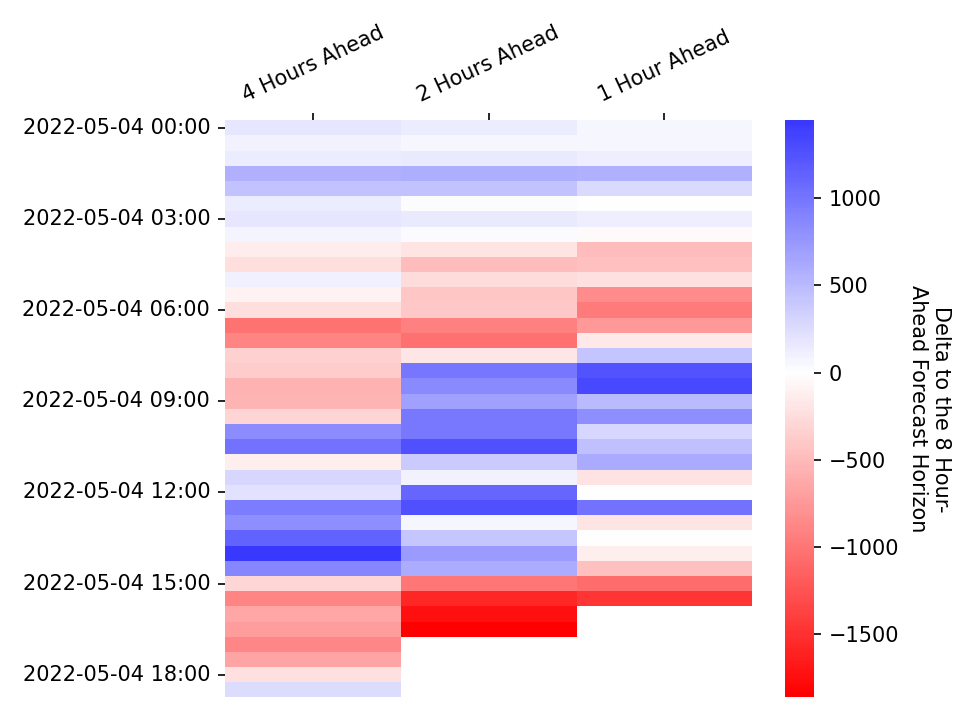 4 Hours Ahead
2 Hours Ahead
1 Hour Ahead
2022-05-04 00:00
2022-05-04 03:00
2022-05-04 06:00
2022-05-04 09:00
2022-05-04 12:00
2022-05-04 15:00
2022-05-04 18:00
1000
500
0
−500
−1000
−1500
Delta to the 8 Hour-
Ahead Forecast Horizon